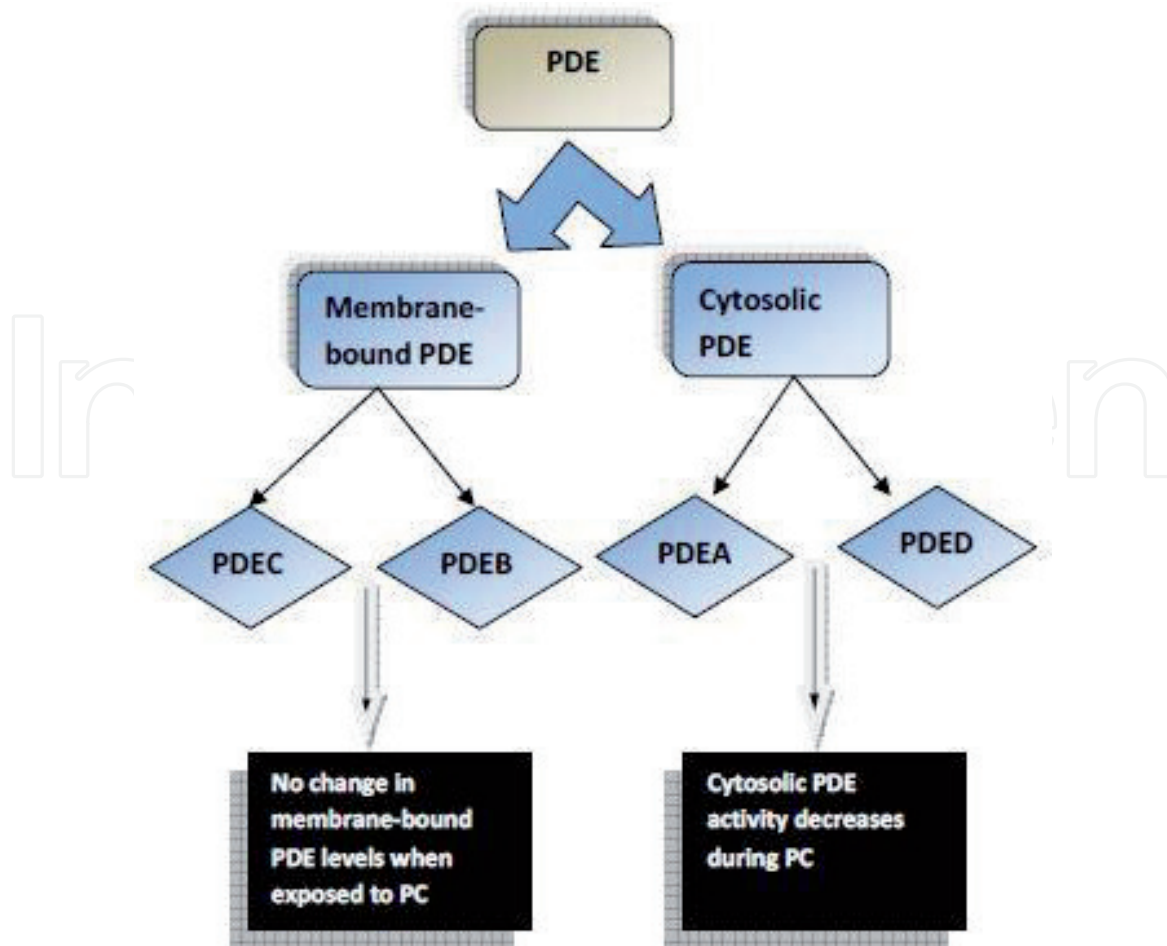 PDE
Membrane-
bound PDE
Cytosolic
PDE
PDEC
PDEB
PDEA
PDED
No change in
membrane-bound
PDE levels when
exposed to PC
Cytosolic PDE
activity decreases
during PC